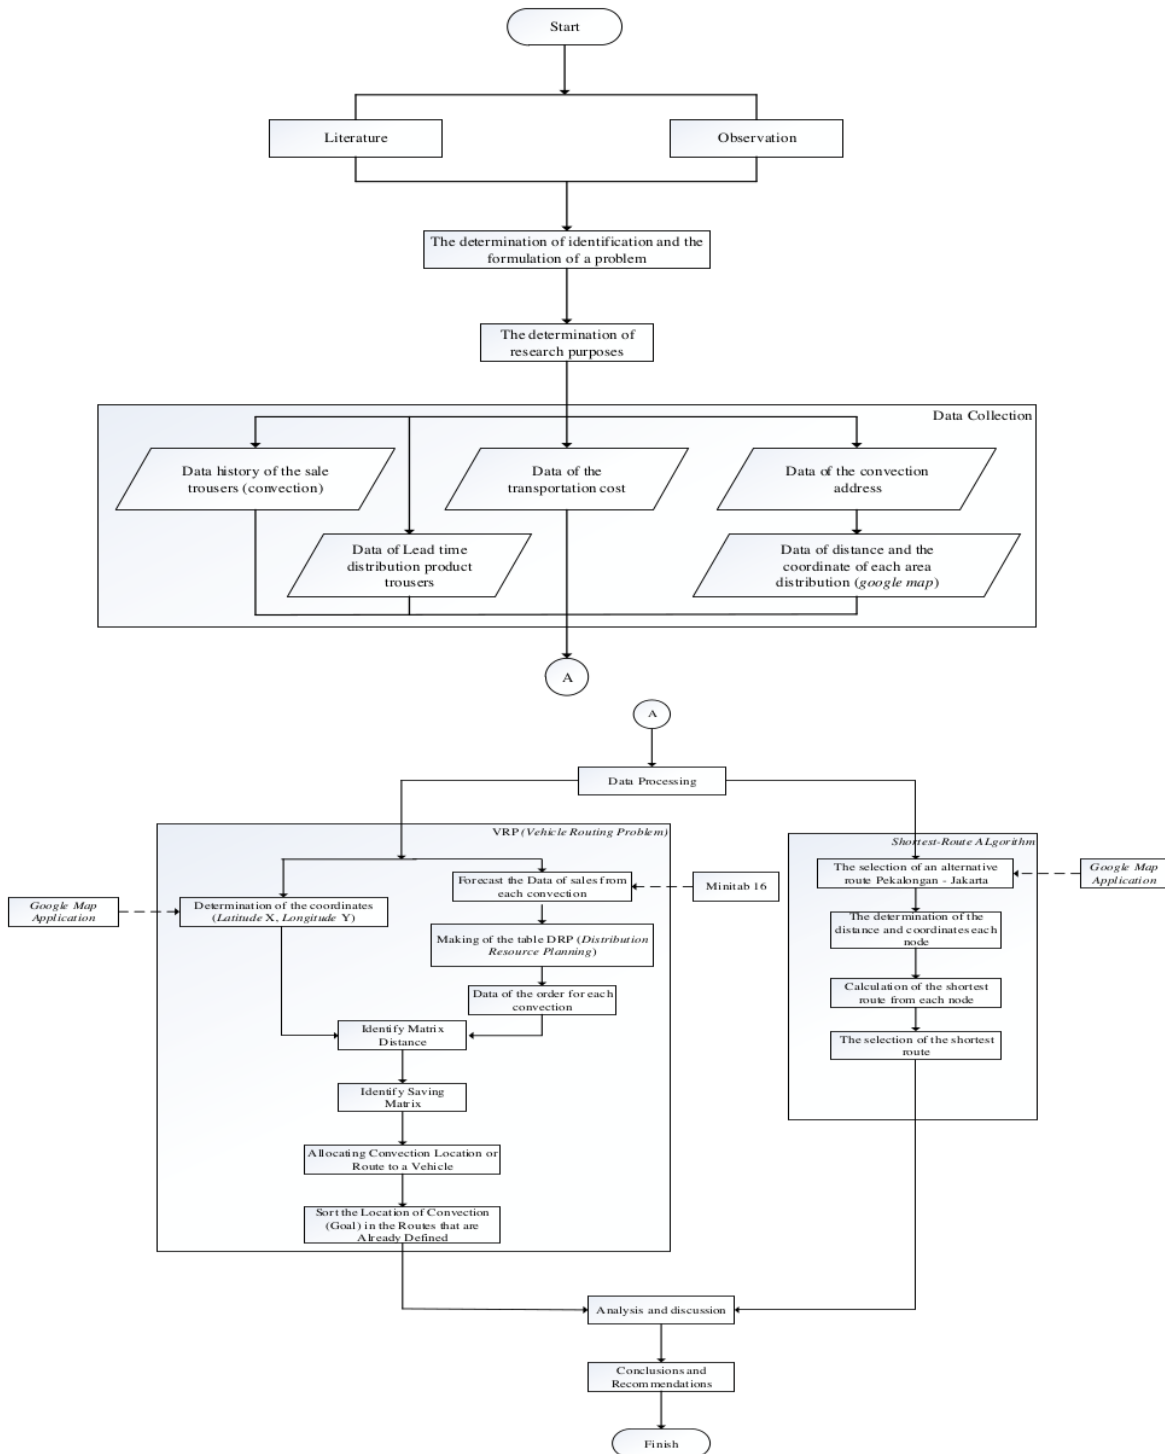 Start
Literature
Observation
The determination of identification and the
formulation of a problem
The determination of
research purposes
Data Collection
Data history of the sale
trousers (convection)
Data of the
transportation cost
Data of the convection
address
Data of Lead time
distribution product
trousers
Data of distance and the
coordinate of each area
distribution (google map)
A
A
Data Processing
VRP (Vehicle Routing Problem)
Forecast the Data of sales from
each convection
Minitab 16
Google Map
Application
Determination of the coordinates
(Latitude X, Longitude Y)
Making of the table DRP (Distribution
Resource Planning)
Data of the order for each
convection
Identify Matrix
Distance
Identify Saving
Matrix
Allocating Convection Location or
Route to a Vehicle
Sort the Location of Convection
(Goal) in the Routes that are
Already Defined
Shortest-Route ALgorithm
The selection of an alternative
route Pekalongan - Jakarta
Google Map
Application
The determination of the
distance and coordinates each
node
Calculation of the shortest
route from each node
The selection of the shortest
route
Analysis and discussion
Conclusions and
Recommendations
Finish